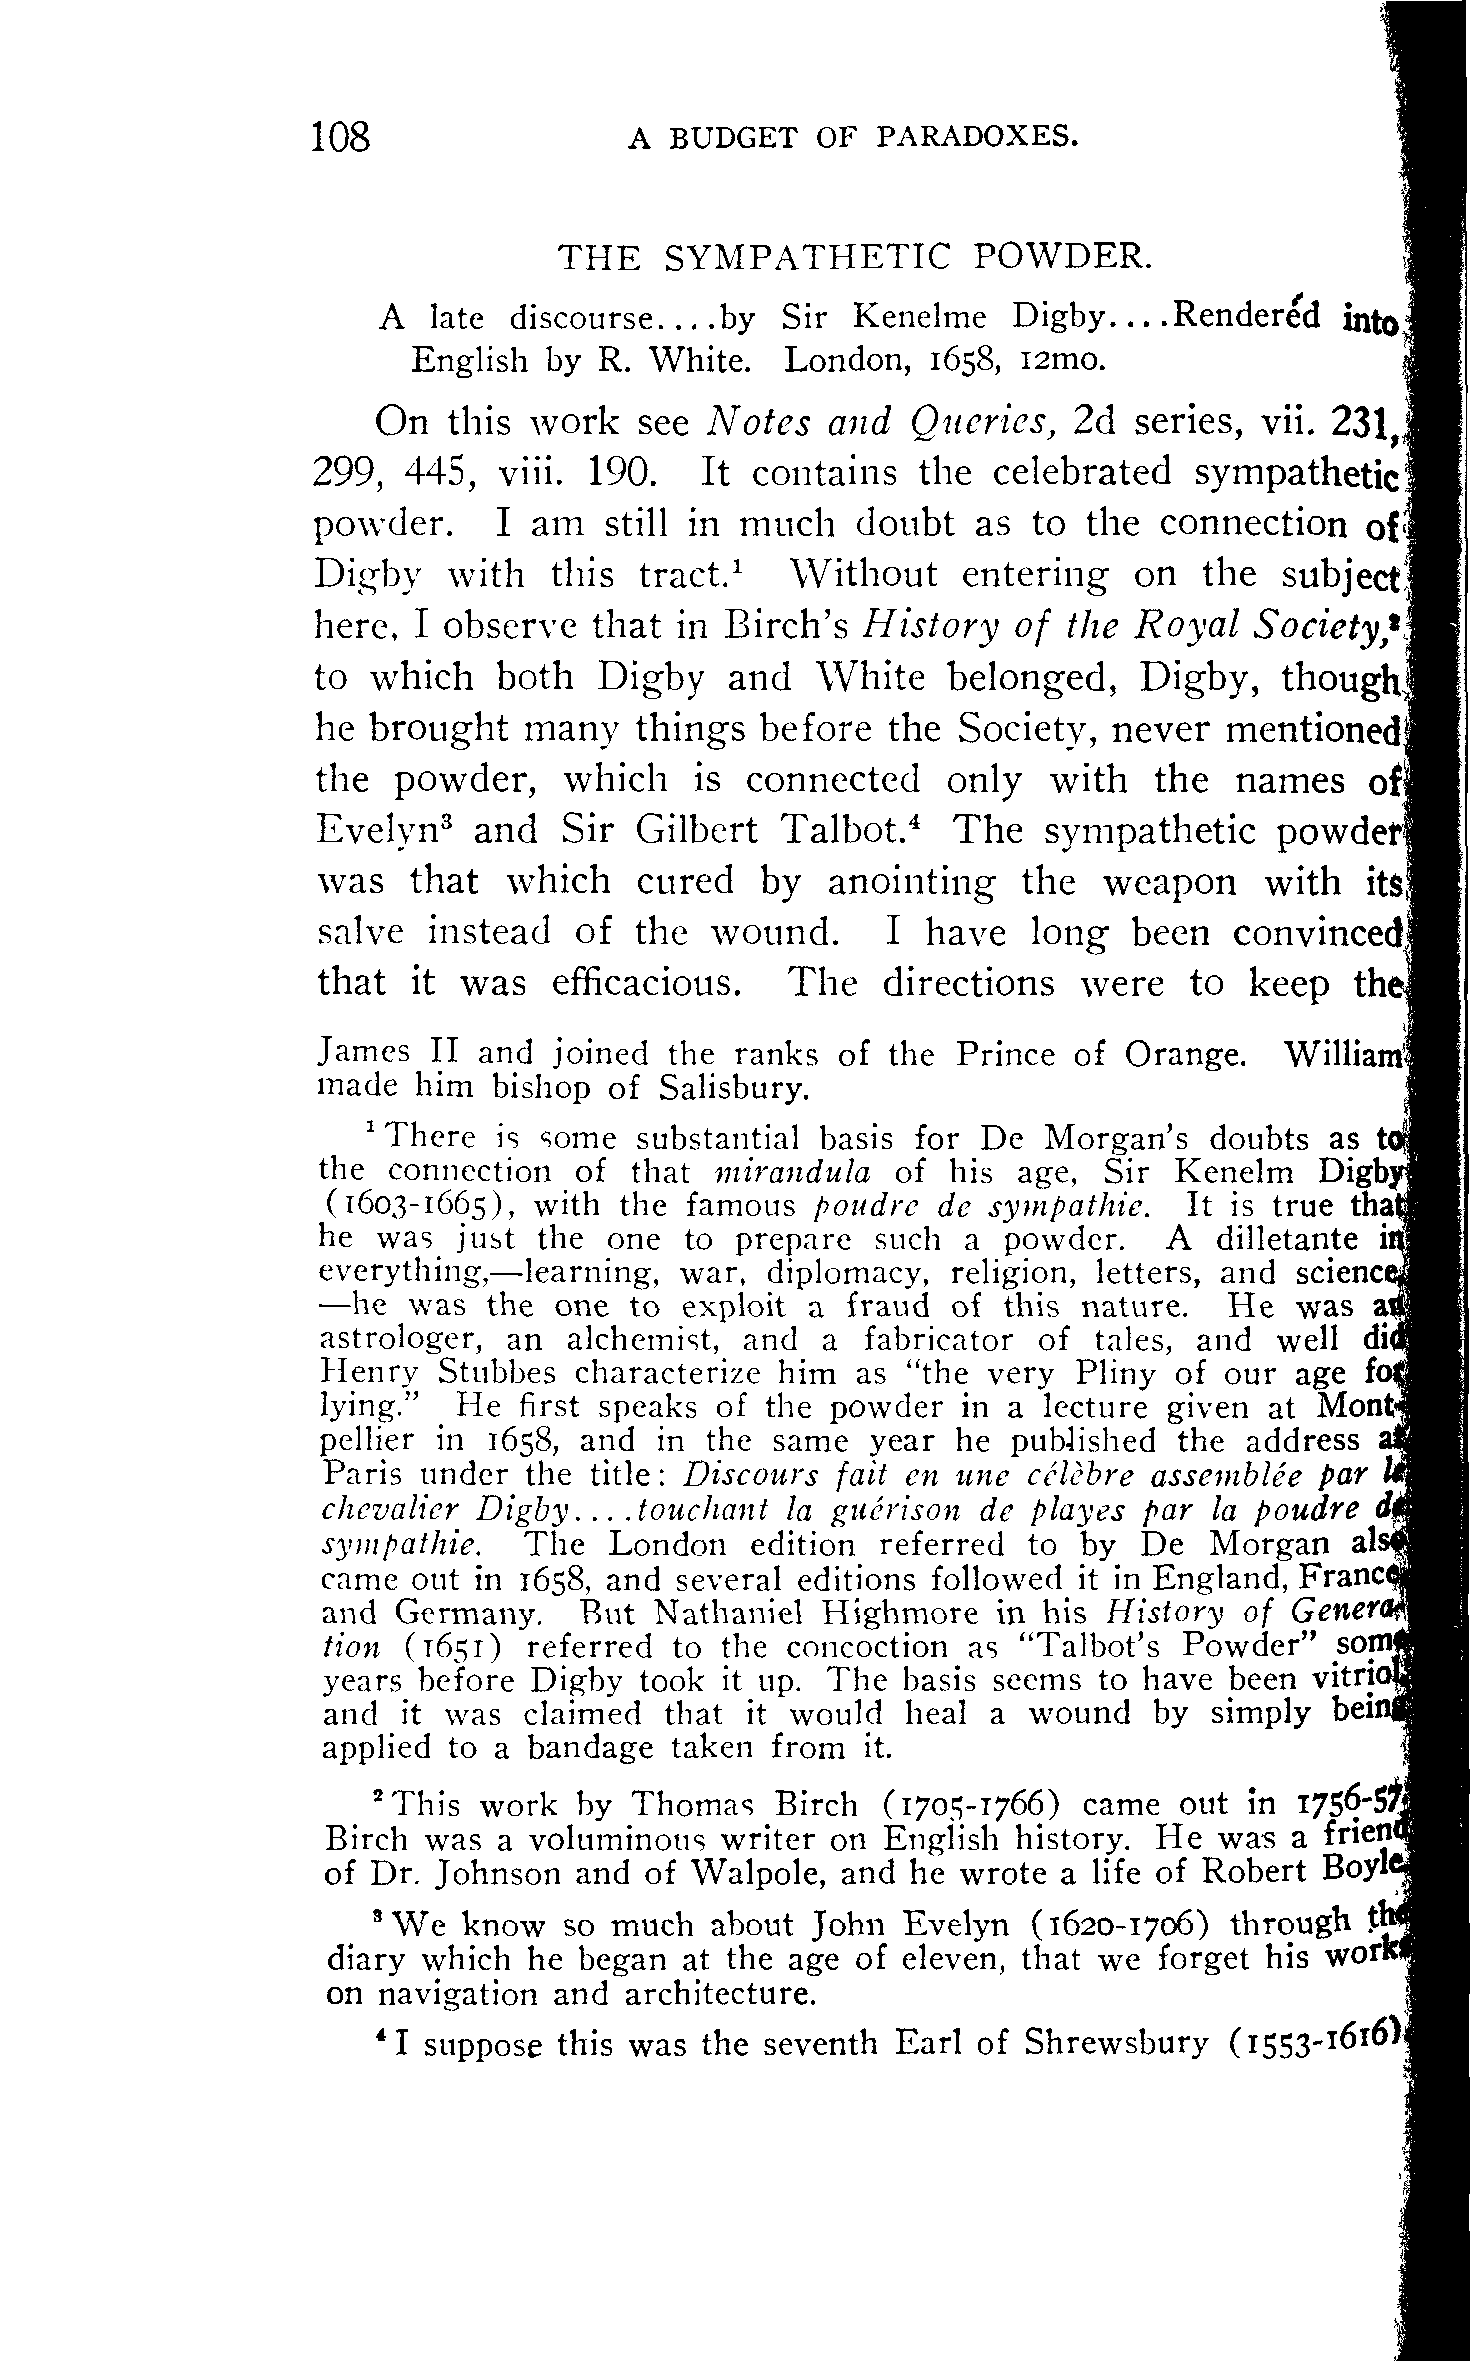 108 A BUDGET OF PARADOXES.
THE SYMPATHETIC POWDER.
A late discourse....by Sir Kenelme Digby....Rendered into
English by R. White. London, 1658, 12mo.
On this work see Notes and Queries, 2d series, vii. 231,
299, 445, viii. 190. It contains the celebrated sympathetic
powder. I am still in much doubt as to the connection of
Digby with this tract.¹ Without entering on the subject
here, I observe that in Birch's History of the Royal Society,²
to which both Digby and White belonged, Digby, though
he brought many things before the Society, never mentioned
the powder, which is connected only with the names of
Evelyn³ and Sir Gilbert Talbot.⁴ The sympathetic powder
was that which cured by anointing the weapon with its
salve instead of the wound. I have long been convinced
that it was efficacious. The directions were to keep the
James II and joined the ranks of the Prince of Orange. William
made him bishop of Salisbury.
¹ There is some substantial basis for De Morgan's doubts as to
the connection of that mirandula of his age, Sir Kenelm Digby
(1603-1665), with the famous poudre de sympathie. It is true that
he was just the one to prepare such a powder. A dilletante in
everything,—learning, war, diplomacy, religion, letters, and science
—he was the one to exploit a fraud of this nature. He was an
astrologer, an alchemist, and a fabricator of tales, and well did
Henry Stubbes characterize him as "the very Pliny of our age for
lying." He first speaks of the powder in a lecture given at Mont-
pellier in 1658, and in the same year he published the address at
Paris under the title: Discours fait en une célèbre assemblée par le
chevalier Digby....touchant la guérison de playes par la poudre de
sympathie. The London edition referred to by De Morgan also
came out in 1658, and several editions followed it in England, France
and Germany. But Nathaniel Highmore in his History of Genera-
tion (1651) referred to the concoction as "Talbot's Powder" some
years before Digby took it up. The basis seems to have been vitriol
and it was claimed that it would heal a wound by simply being
applied to a bandage taken from it.
² This work by Thomas Birch (1705-1766) came out in 1756-57.
Birch was a voluminous writer on English history. He was a friend
of Dr. Johnson and of Walpole, and he wrote a life of Robert Boyle.
³ We know so much about John Evelyn (1620-1706) through the
diary which he began at the age of eleven, that we forget his works
on navigation and architecture.
⁴ I suppose this was the seventh Earl of Shrewsbury (1553-1616)